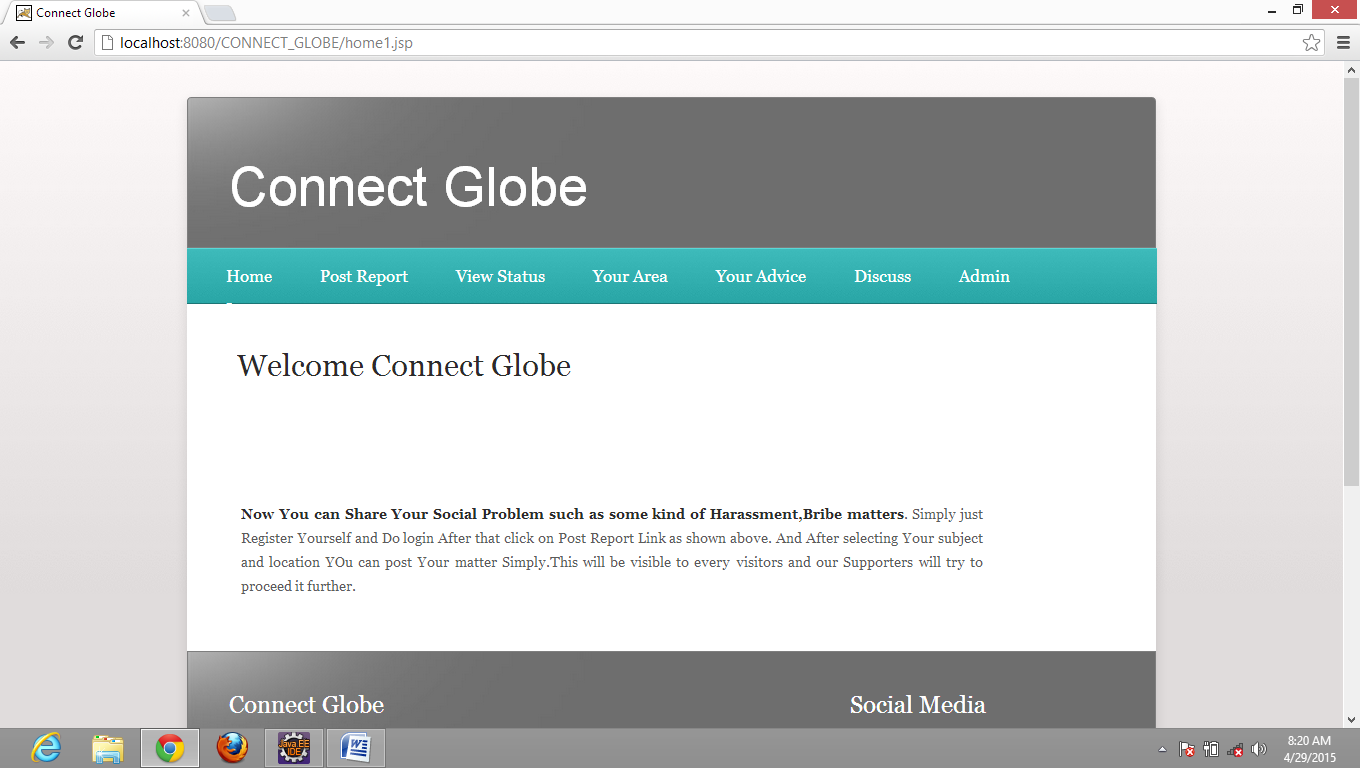 Connect Globe
localhost:8080/CONNECT_GLOBE/home1.jsp
Connect Globe
Home Post Report View Status Your Area Your Advice Discuss Admin
Welcome Connect Globe
Now You can Share Your Social Problem such as some kind of Harassment,Bribe matters. Simply just
Register Yourself and Do login After that click on Post Report Link as shown above. And After selecting Your subject
and location YOu can post Your matter Simply.This will be visible to every visitors and our Supporters will try to
proceed it further.
Connect Globe Social Media
Java EE
IDE
8:20 AM
4/29/2015